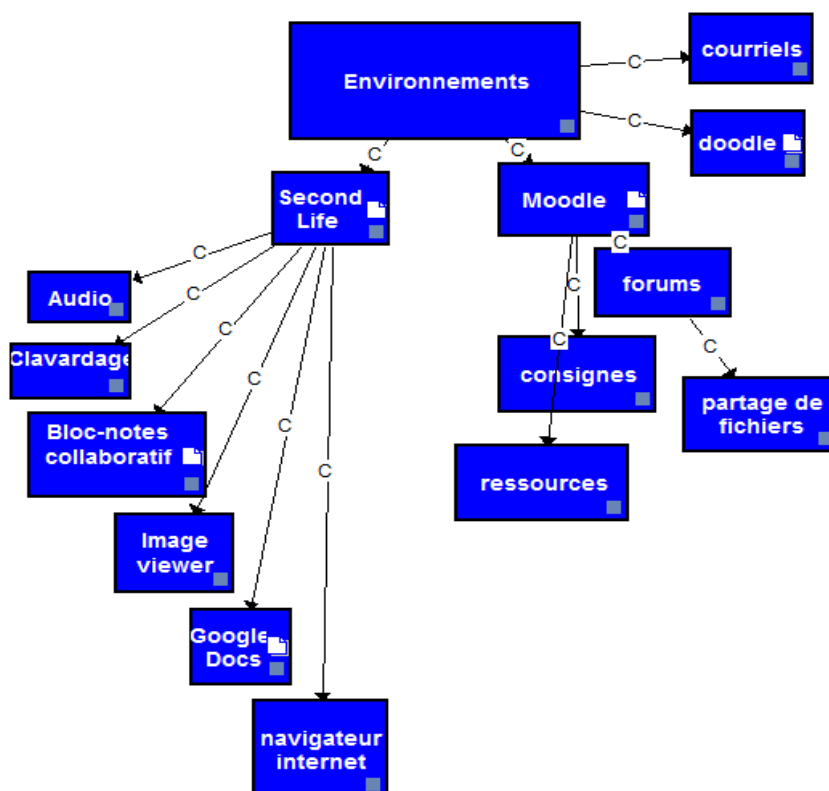 Environnements
C
courriels
C
doodle
C
C
Second
Life
Moodle
C
C
Audio
C
forums
C
C
Clavardage
C
C
consignes
C
C
partage de
fichiers
Bloc-notes
collaboratif
C
C
ressources
Image
viewer
Google
Docs
navigateur
internet